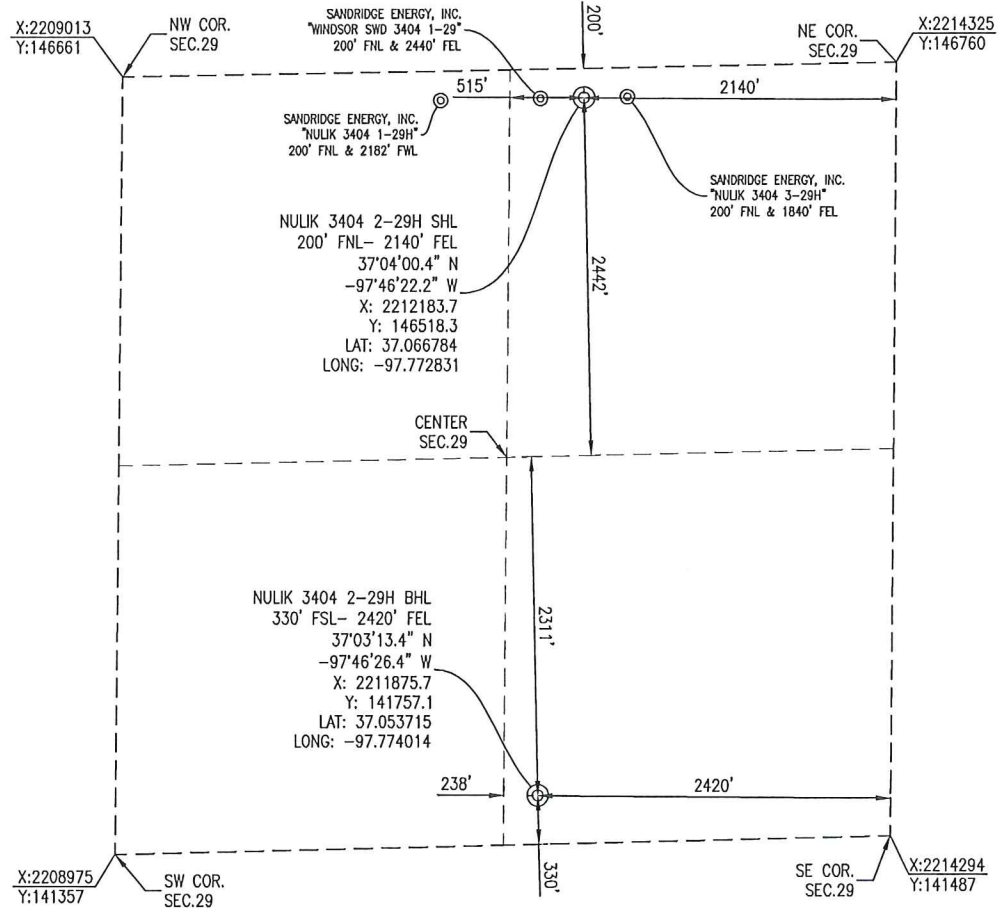 X:2209013
Y:146661
NW COR.
SEC.29
SANDRIDGE ENERGY, INC.
"WINDSOR SWD 3404 1-29"
200' FNL & 2440' FEL
200'
NE COR.
SEC.29
X:2214325
Y:146760
515'
2140'
SANDRIDGE ENERGY, INC.
"NULIK 3404 1-29H"
200' FNL & 2182' FWL
SANDRIDGE ENERGY, INC.
"NULIK 3404 3-29H"
200' FNL & 1840' FEL
NULIK 3404 2-29H SHL
200' FNL- 2140' FEL
37°04'00.4" N
-97°46'22.2" W
X: 2212183.7
Y: 146518.3
LAT: 37.066784
LONG: -97.772831
2442'
CENTER
SEC.29
NULIK 3404 2-29H BHL
330' FSL- 2420' FEL
37°03'13.4" N
-97°46'26.4" W
X: 2211875.7
Y: 141757.1
LAT: 37.053715
LONG: -97.774014
2311'
238'
2420'
330'
X:2208975
Y:141357
SW COR.
SEC.29
SE COR.
SEC.29
X:2214294
Y:141487